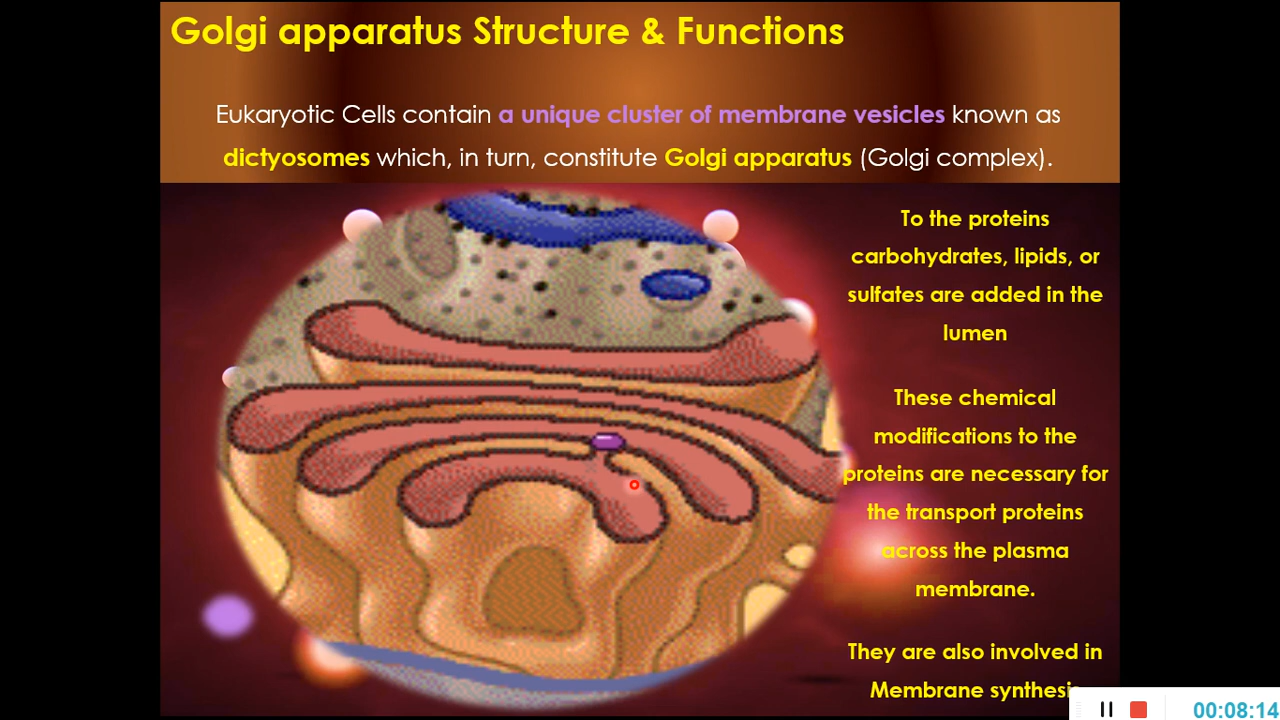 Golgi apparatus Structure & Functions
Eukaryotic Cells contain a unique cluster of membrane vesicles known as
dictyosomes which, in turn, constitute Golgi apparatus (Golgi complex).
To the proteins
carbohydrates, lipids, or
sulfates are added in the
lumen
These chemical
modifications to the
proteins are necessary for
the transport proteins
across the plasma
membrane.
They are also involved in
Membrane synthesis
00:08:14